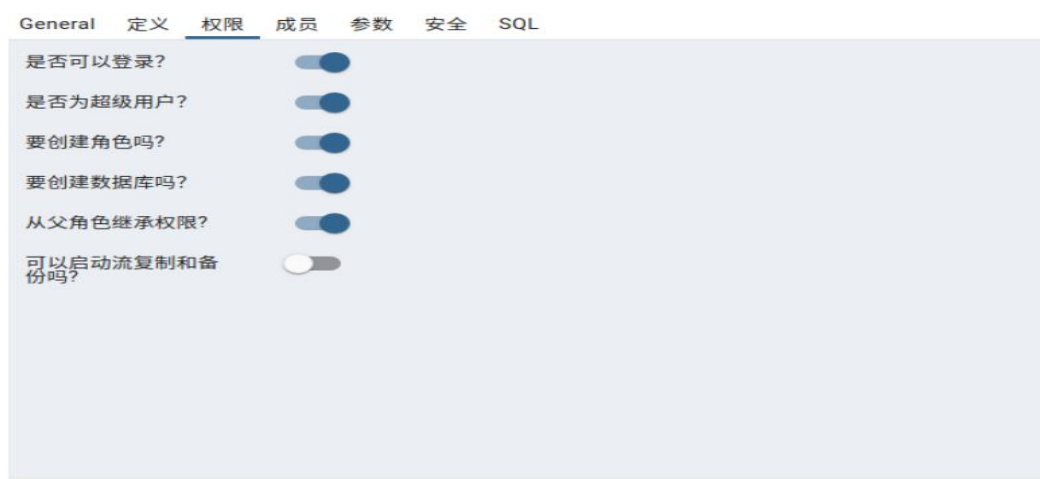 General 定义 权限 成员 参数 安全 SQL
是否可以登录?
是否为超级用户?
要创建角色吗?
要创建数据库吗?
从父角色继承权限?
可以启动流复制和备
份吗?